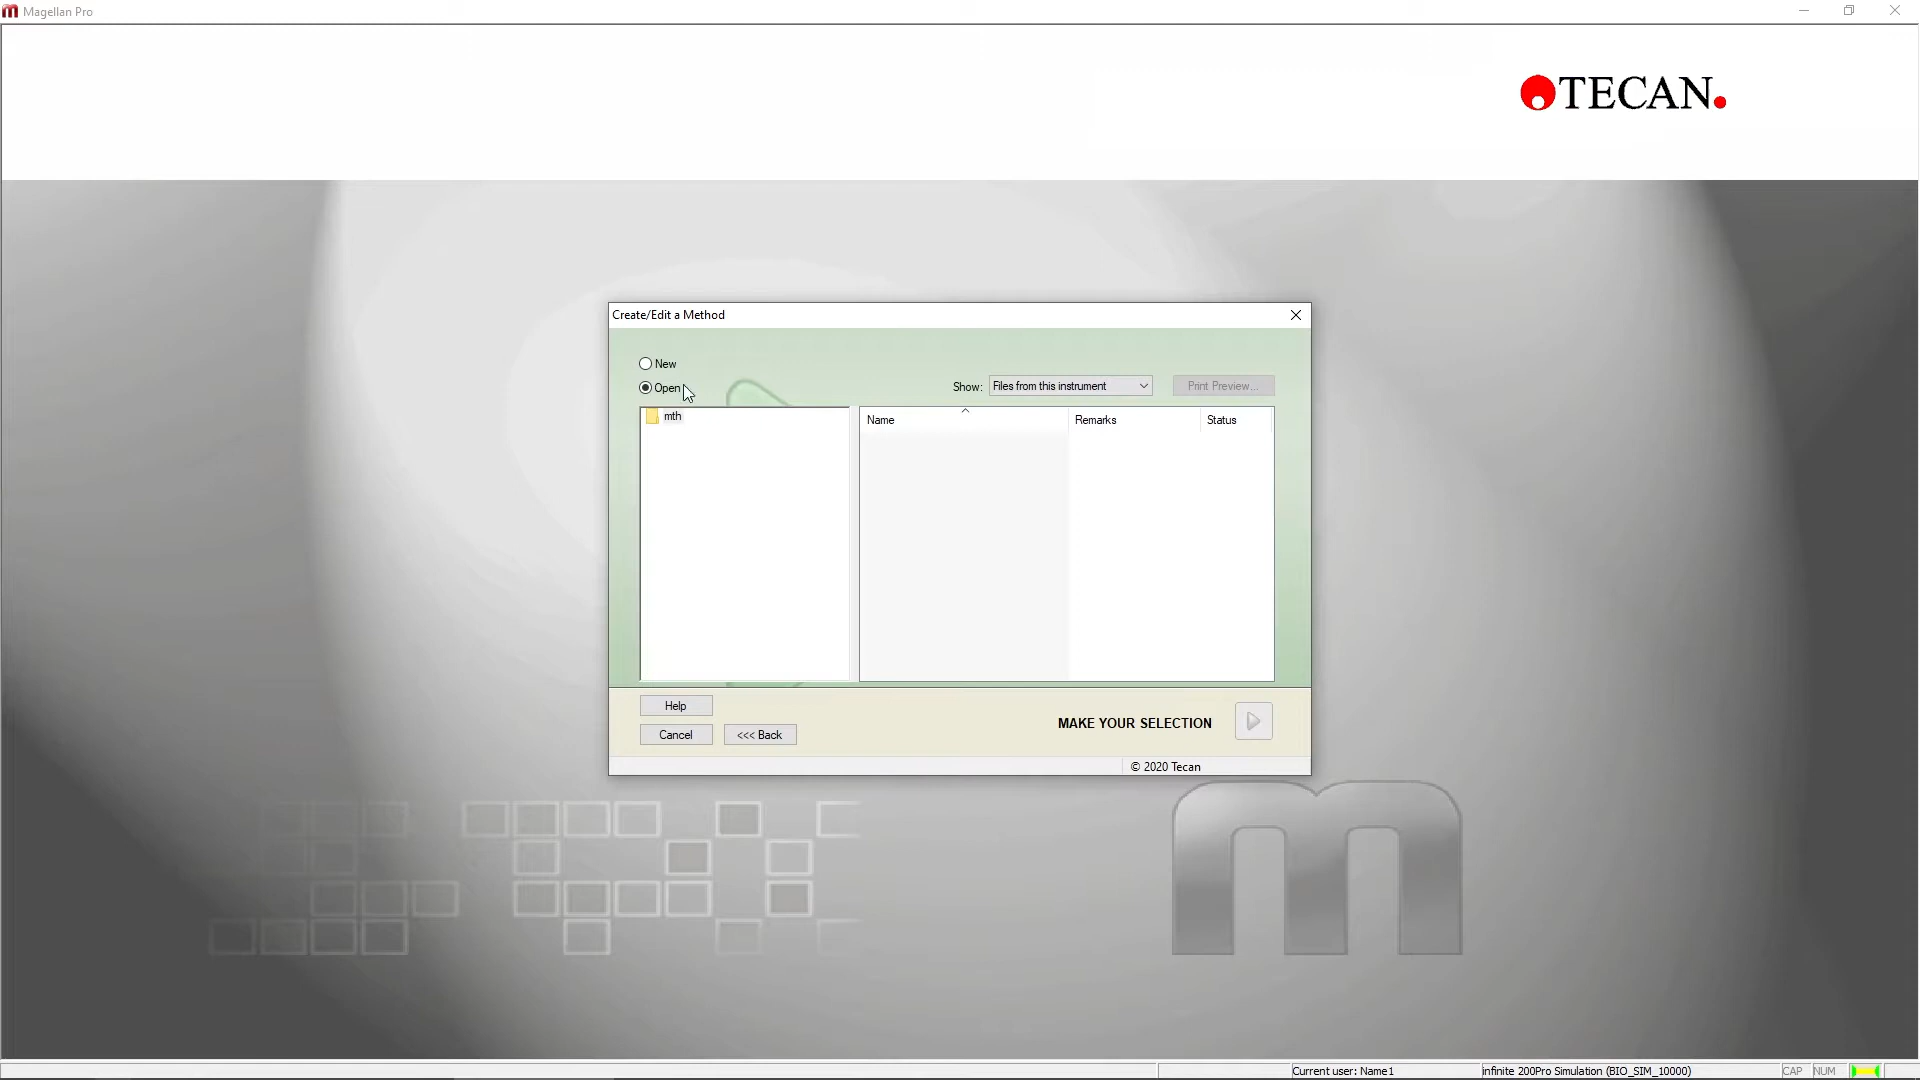 Magellan Pro
TECAN.
Create/Edit a Method
New
Open
Show: Files from this instrument Print Preview...
mth
Name Remarks Status
Help
MAKE YOUR SELECTION
Cancel <<< Back
© 2020 Tecan
m
Current user: Name1 infinite 200Pro Simulation (BIO_SIM_10000) CAP NUM